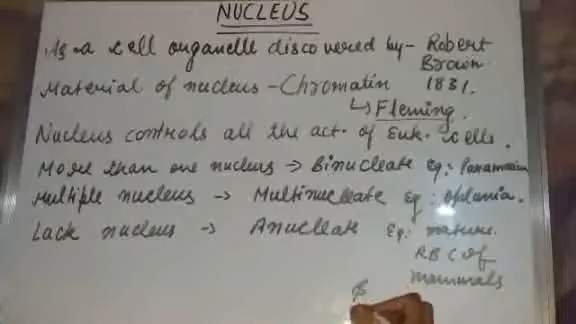 NUCLEUS
As a cell organelle discovered by- Robert
Brown.
1831.
Material of nucleus - Chromatin
↳ Fleming.
Nucleus controls all the act. of Euk. cells.
More than one nucleus → Binucleate eg:
Multiple nucleus → Multinucleate eg:
Lack nucleus → Anucleate Eg: mature
RBC of
mammals